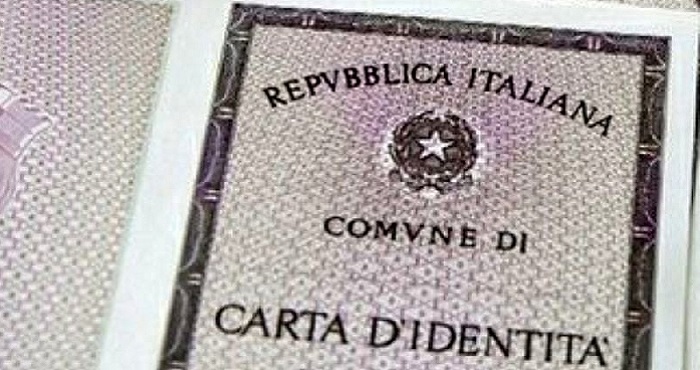 REPVBBLICA ITALIANA
COMVNE DI
CARTA D'IDENTITA'